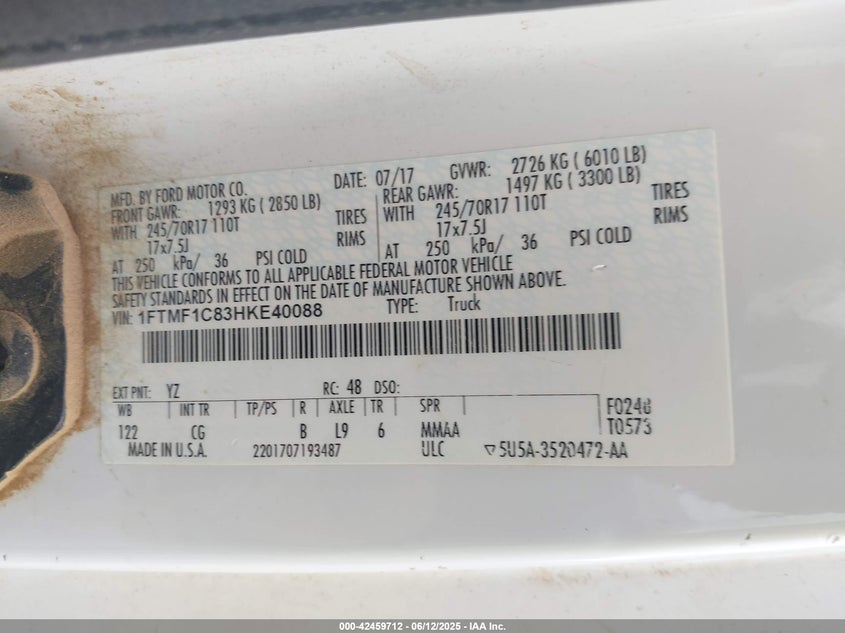 MFD. BY FORD MOTOR CO. DATE: 07/17 GVWR: 2726 KG ( 6010 LB)
FRONT GAWR: 1293 KG ( 2850 LB) REAR GAWR: 1497 KG ( 3300 LB)
WITH 245/70R17 110T TIRES WITH 245/70R17 110T TIRES
17x7.5J RIMS 17x7.5J RIMS
AT 250 kPa/ 36 PSI COLD AT 250 kPa/ 36 PSI COLD
THIS VEHICLE CONFORMS TO ALL APPLICABLE FEDERAL MOTOR VEHICLE
SAFETY STANDARDS IN EFFECT ON THE DATE OF MANUFACTURE SHOWN ABOVE.
VIN: 1FTMF1C83HKE40088 TYPE: Truck
EXT PNT: YZ RC: 48 DSO:
WB INT TR TP/PS R AXLE TR SPR F0248
122 CG B L9 6 MMAA T0573
MADE IN U.S.A. 2201707193487 ULC 5U5A-3520472-AA
000-42459712 - 06/12/2025 - IAA Inc.